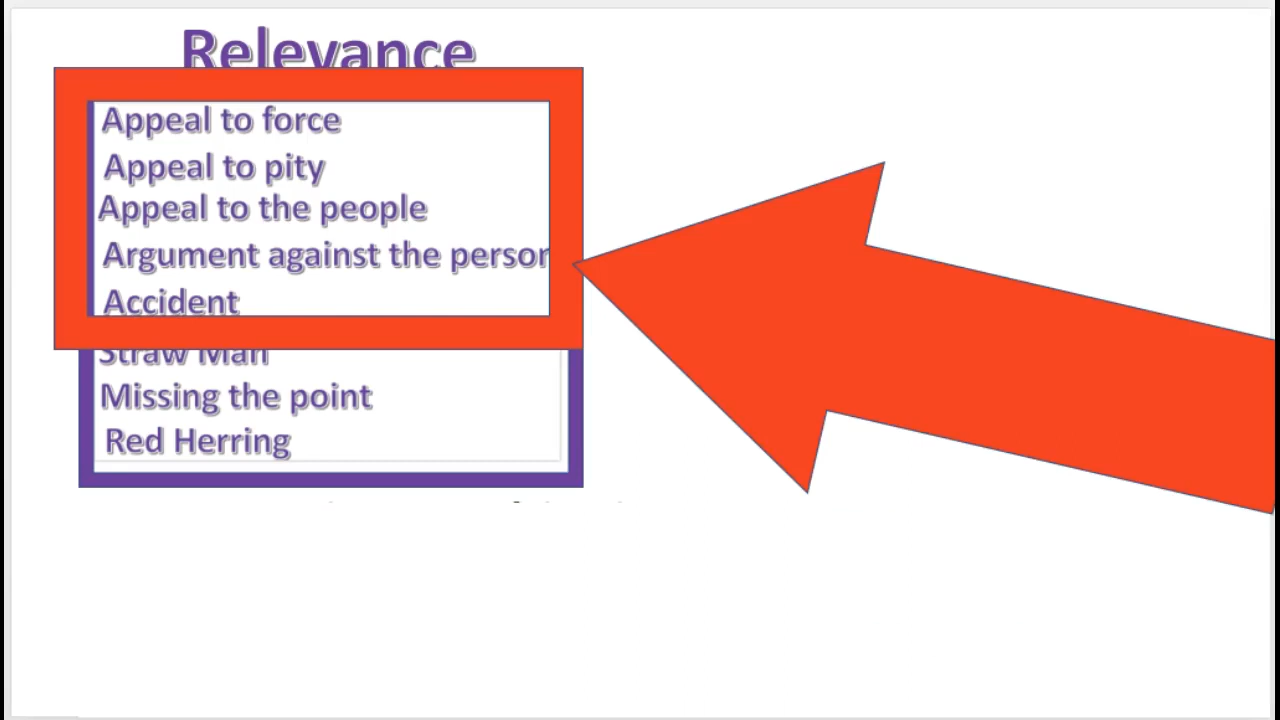 Relevance
Appeal to force
Appeal to pity
Appeal to the people
Argument against the person
Accident
Straw Man
Missing the point
Red Herring